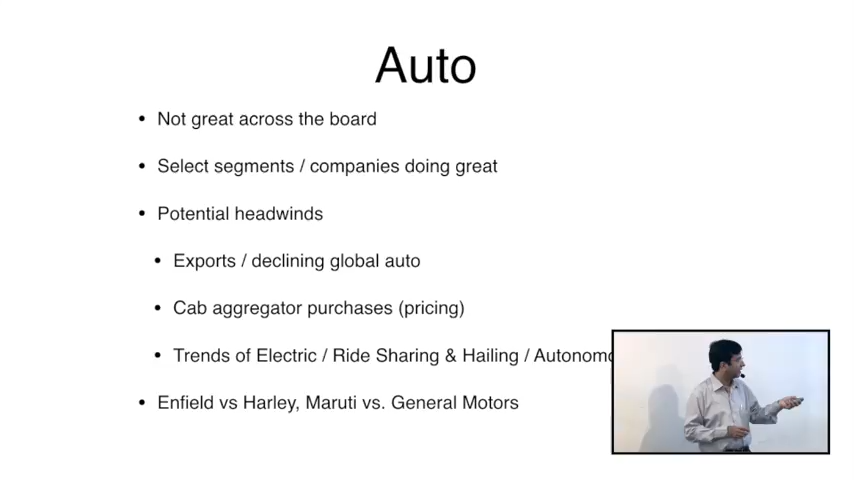 Auto
• Not great across the board
• Select segments / companies doing great
• Potential headwinds
• Exports / declining global auto
• Cab aggregator purchases (pricing)
• Trends of Electric / Ride Sharing & Hailing /
• Enfield vs Harley, Maruti vs. General Motors